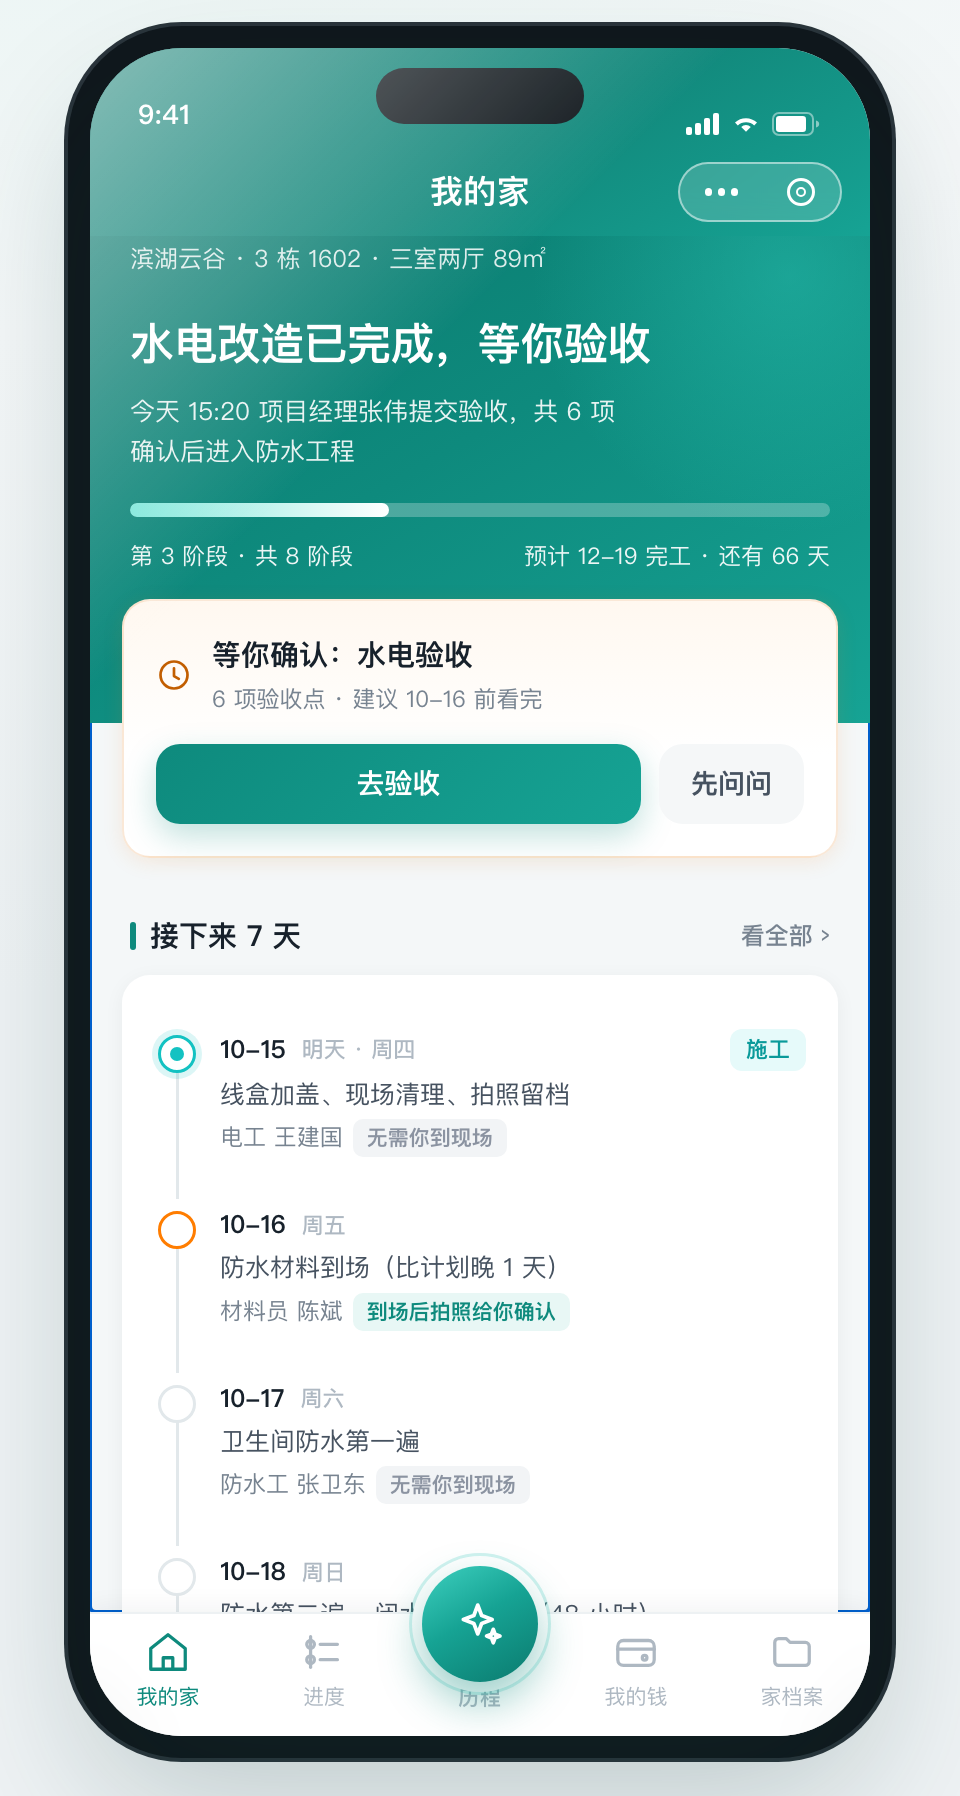 9:41
我的家
滨湖云谷 · 3 栋 1602 · 三室两厅 89㎡
水电改造已完成，等你验收
今天 15:20 项目经理张伟提交验收，共 6 项
确认后进入防水工程
第 3 阶段 · 共 8 阶段
预计 12-19 完工 · 还有 66 天
等你确认：水电验收
6 项验收点 · 建议 10-16 前看完
去验收
先问问
接下来 7 天
看全部 ›
10-15 明天 · 周四
施工
线盒加盖、现场清理、拍照留档
电工 王建国 无需你到现场
10-16 周五
防水材料到场（比计划晚 1 天）
材料员 陈斌 到场后拍照给你确认
10-17 周六
卫生间防水第一遍
防水工 张卫东 无需你到现场
10-18 周日
防水第二遍 （48 小时）
我的家
进度
历程
我的钱
家档案